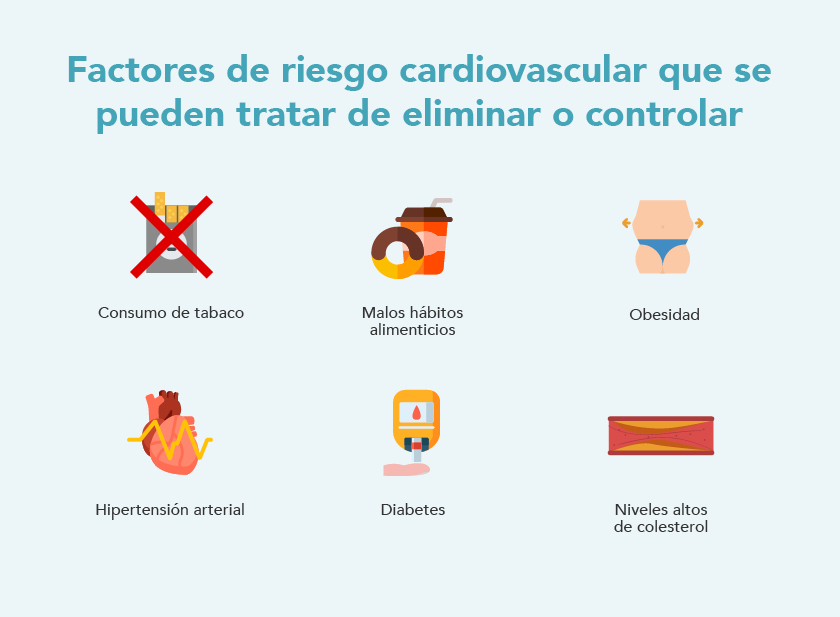 Factores de riesgo cardiovascular que se
pueden tratar de eliminar o controlar
Consumo de tabaco
Malos hábitos
alimenticios
Obesidad
Hipertensión arterial
Diabetes
Niveles altos
de colesterol